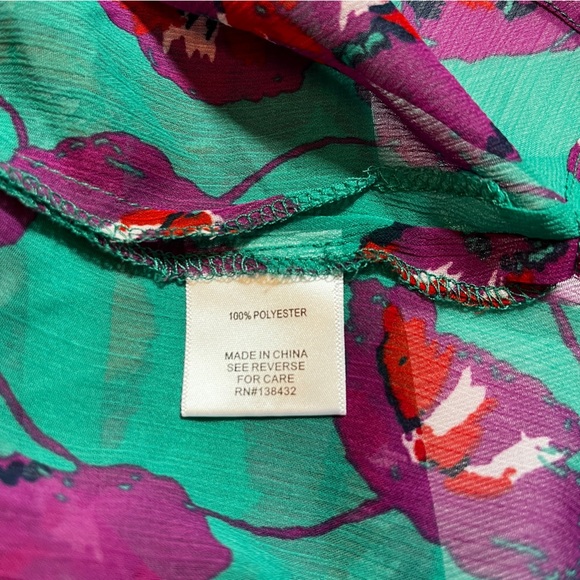 100% POLYESTER
MADE IN CHINA
SEE REVERSE
FOR CARE
RN#138432